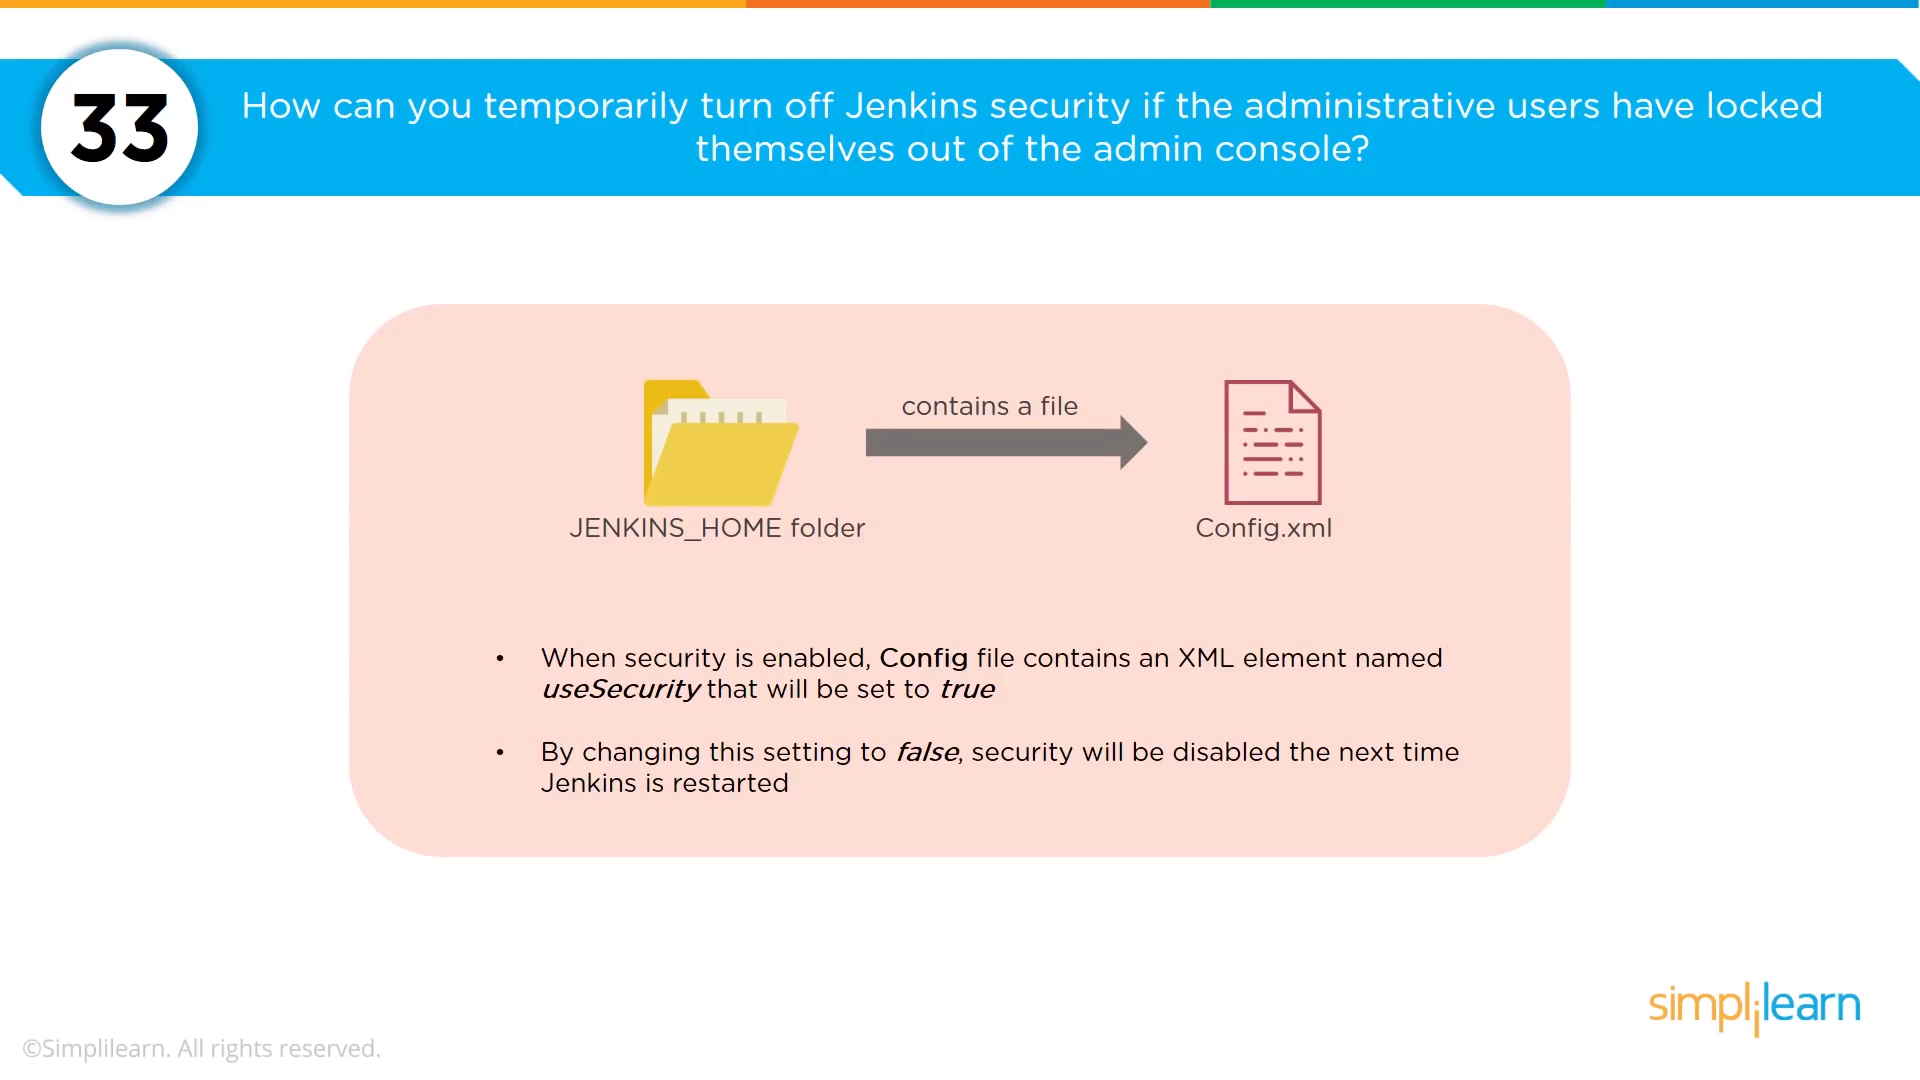 33
How can you temporarily turn off Jenkins security if the administrative users have locked
themselves out of the admin console?
contains a file
JENKINS_HOME folder
Config.xml
• When security is enabled, Config file contains an XML element named
useSecurity that will be set to true
• By changing this setting to false, security will be disabled the next time
Jenkins is restarted
simplilearn
©Simplilearn. All rights reserved.